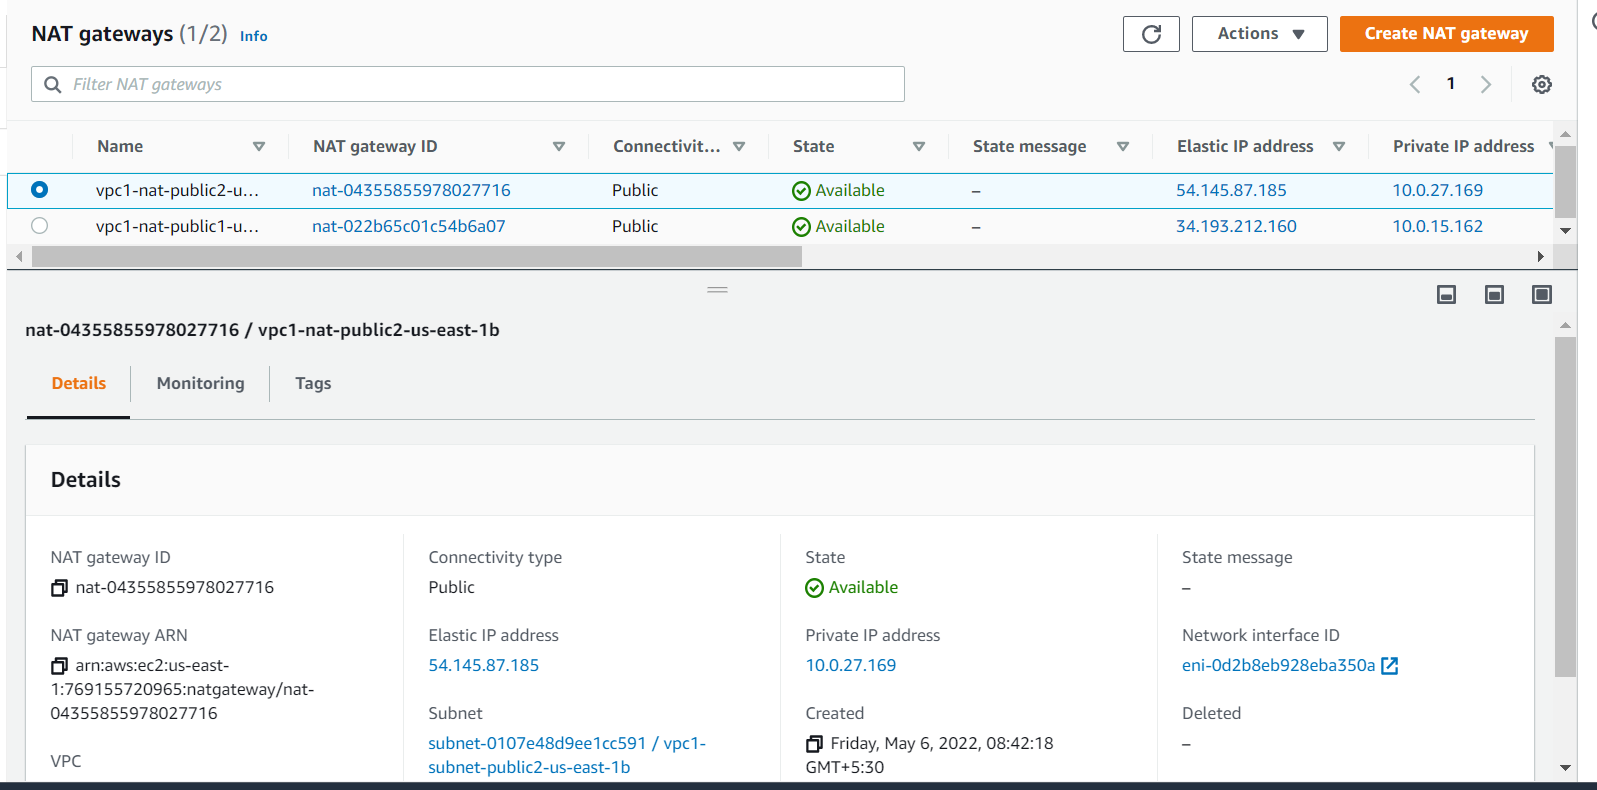 NAT gateways (1/2) Info
Actions
Create NAT gateway
Filter NAT gateways
1
Name NAT gateway ID Connectivit... State State message Elastic IP address Private IP address
vpc1-nat-public2-u... nat-04355855978027716 Public Available – 54.145.87.185 10.0.27.169
vpc1-nat-public1-u... nat-022b65c01c54b6a07 Public Available – 34.193.212.160 10.0.15.162
nat-04355855978027716 / vpc1-nat-public2-us-east-1b
Details Monitoring Tags
Details
NAT gateway ID
nat-04355855978027716
NAT gateway ARN
arn:aws:ec2:us-east-
1:769155720965:natgateway/nat-
04355855978027716
VPC
Connectivity type
Public
Elastic IP address
54.145.87.185
Subnet
subnet-0107e48d9ee1cc591 / vpc1-
subnet-public2-us-east-1b
State
Available
Private IP address
10.0.27.169
Created
Friday, May 6, 2022, 08:42:18
GMT+5:30
State message
–
Network interface ID
eni-0d2b8eb928eba350a
Deleted
–